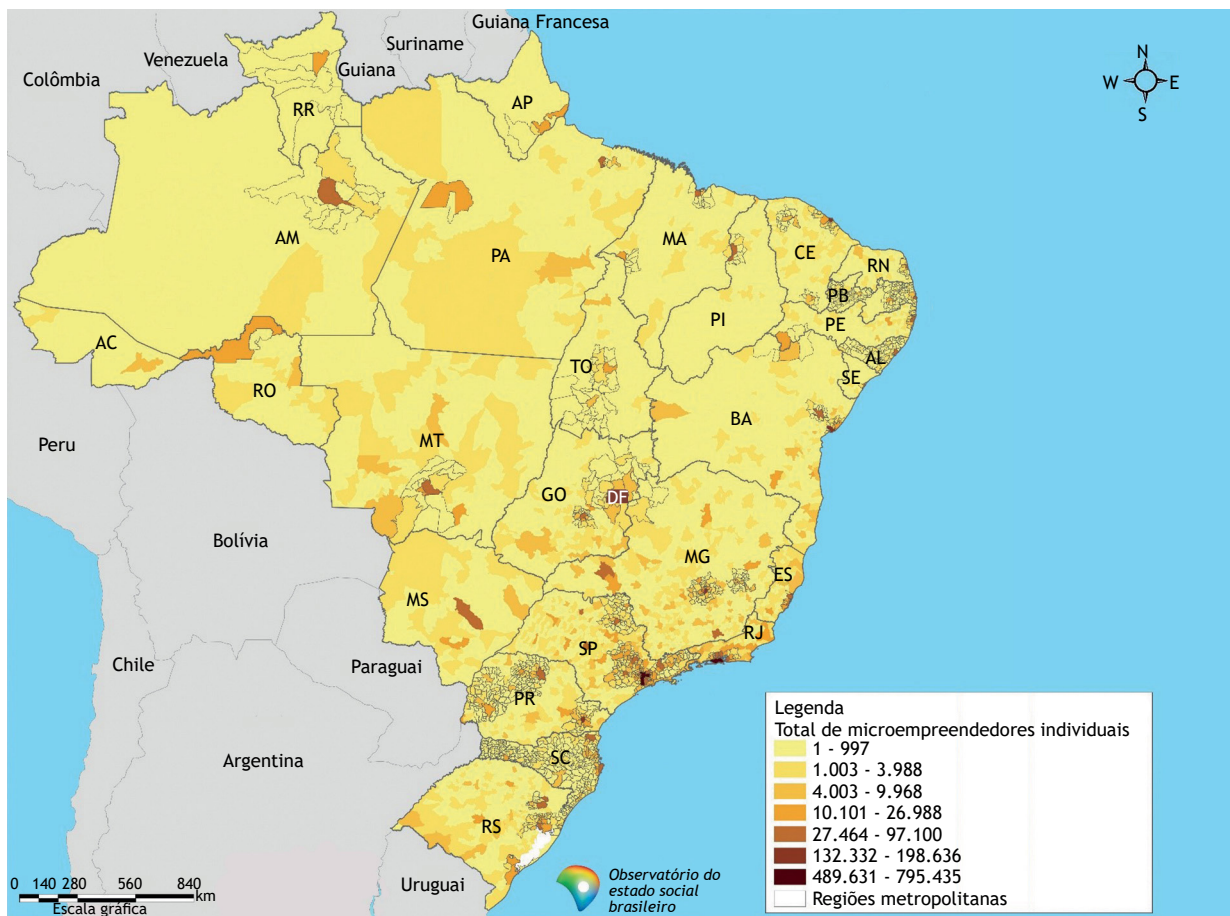 Guiana Francesa
Suriname
Venezuela
Guiana
Colômbia
N
W E
S
RR
AP
AM
PA
MA
CE
RN
PB
PI
PE
AC
AL
TO
SE
RO
BA
Peru
MT
GO
DF
Bolívia
MG
ES
MS
RJ
SP
Chile
Paraguai
PR
Argentina
SC
RS
Uruguai
Legenda
Total de microempreendedores individuais
1 - 997
1.003 - 3.988
4.003 - 9.968
10.101 - 26.988
27.464 - 97.100
132.332 - 198.636
489.631 - 795.435
Regiões metropolitanas
Observatório do
estado social
brasileiro
0 140 280 560 840
km
Escala gráfica